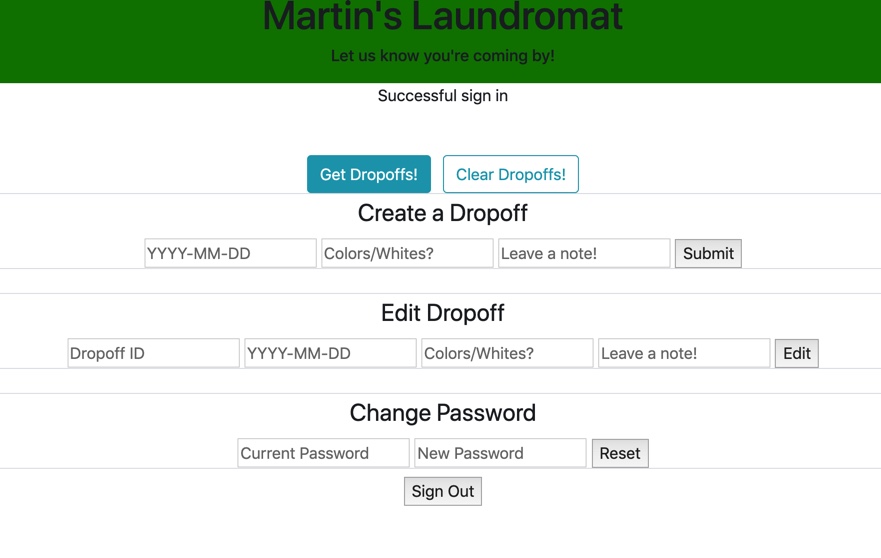 Martin's Laundromat
Let us know you're coming by!
Successful sign in
Get Dropoffs! Clear Dropoffs!
Create a Dropoff
YYYY-MM-DD Colors/Whites? Leave a note! Submit
Edit Dropoff
Dropoff ID YYYY-MM-DD Colors/Whites? Leave a note! Edit
Change Password
Current Password New Password Reset
Sign Out